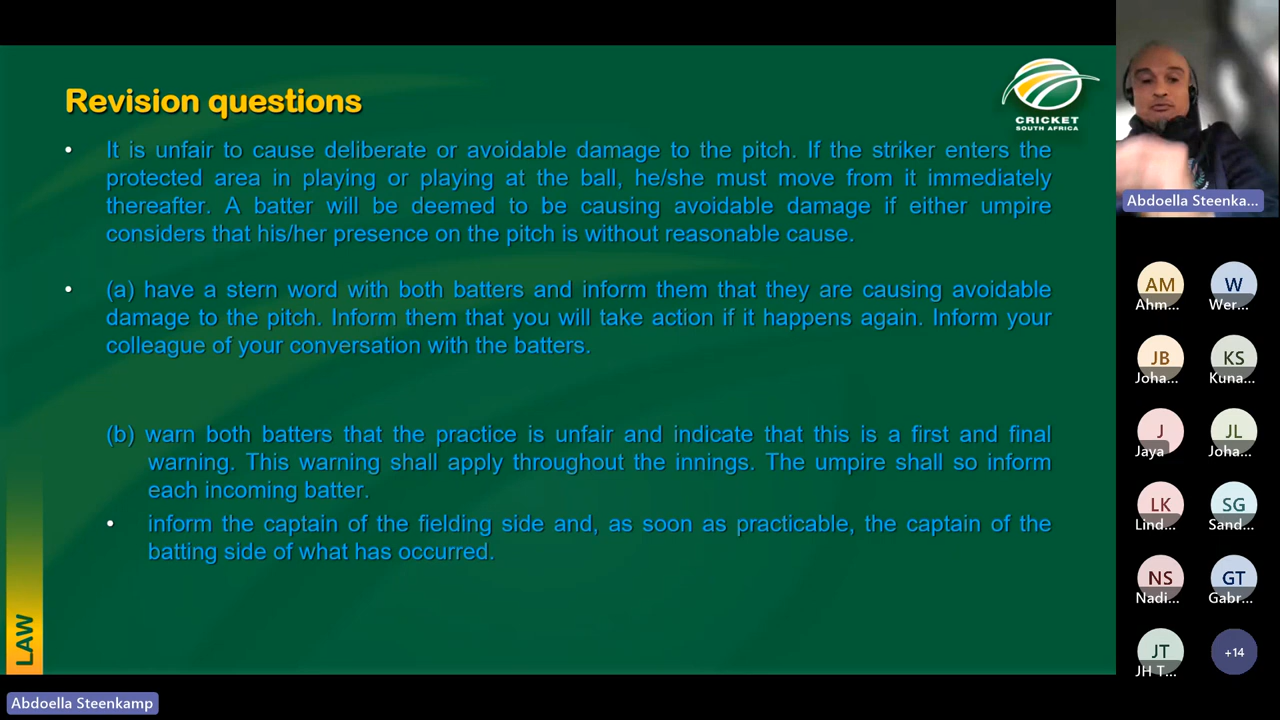 Revision questions
CRICKET
SOUTH AFRICA
• It is unfair to cause deliberate or avoidable damage to the pitch. If the striker enters the
protected area in playing or playing at the ball, he/she must move from it immediately
thereafter. A batter will be deemed to be causing avoidable damage if either umpire
considers that his/her presence on the pitch is without reasonable cause.
• (a) have a stern word with both batters and inform them that they are causing avoidable
damage to the pitch. Inform them that you will take action if it happens again. Inform your
colleague of your conversation with the batters.
(b) warn both batters that the practice is unfair and indicate that this is a first and final
warning. This warning shall apply throughout the innings. The umpire shall so inform
each incoming batter.
• inform the captain of the fielding side and, as soon as practicable, the captain of the
batting side of what has occurred.
LAW
Abdoella Steenkamp
Abdoella Steenka...
AM
Ahm...
W
Wer...
JB
Joha...
KS
Kuna...
J
Jaya
JL
Joha...
LK
Lind...
SG
Sand...
NS
Nadi...
GT
Gabr...
JT
JH T...
+14